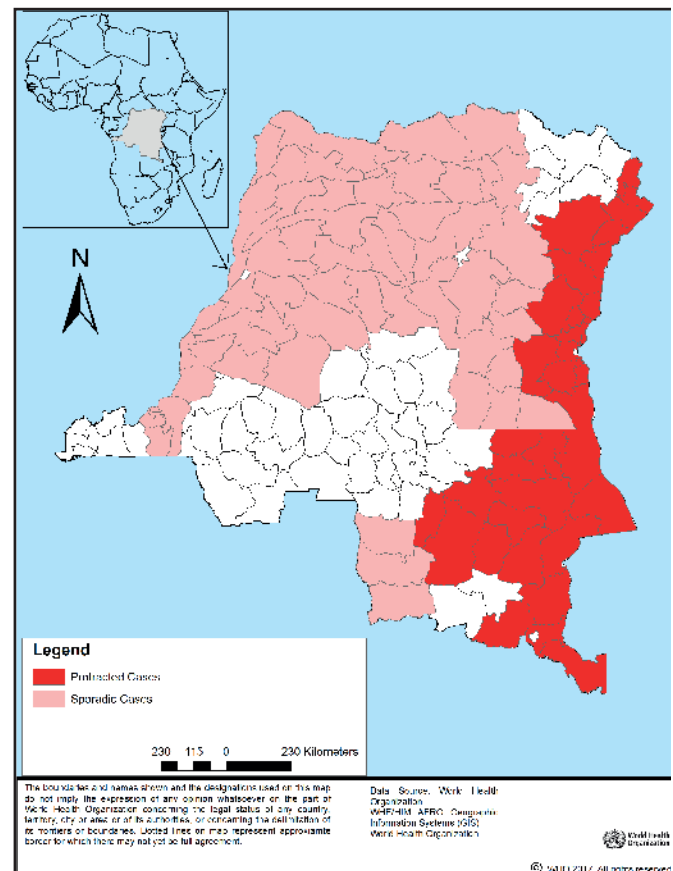 N
Legend
Protracted Cases
Sporadic Cases
230 115 0 230 Kilometers
The boundaries and names shown and the designations used on this map
do not imply the expression of any opinion whatsoever on the part of
World Health Organization concerning the legal status of any country,
territory, city or area or of its authorities, or concerning the delimitation of
its frontiers or boundaries. Dotted lines on map represent approximate
border for which there may not yet be full agreement.
Data Source: World Health
Organization
Geographic
Information Systems (GIS)
World Health Organization
World Health
Organization
© WHO 2017. All rights reserved